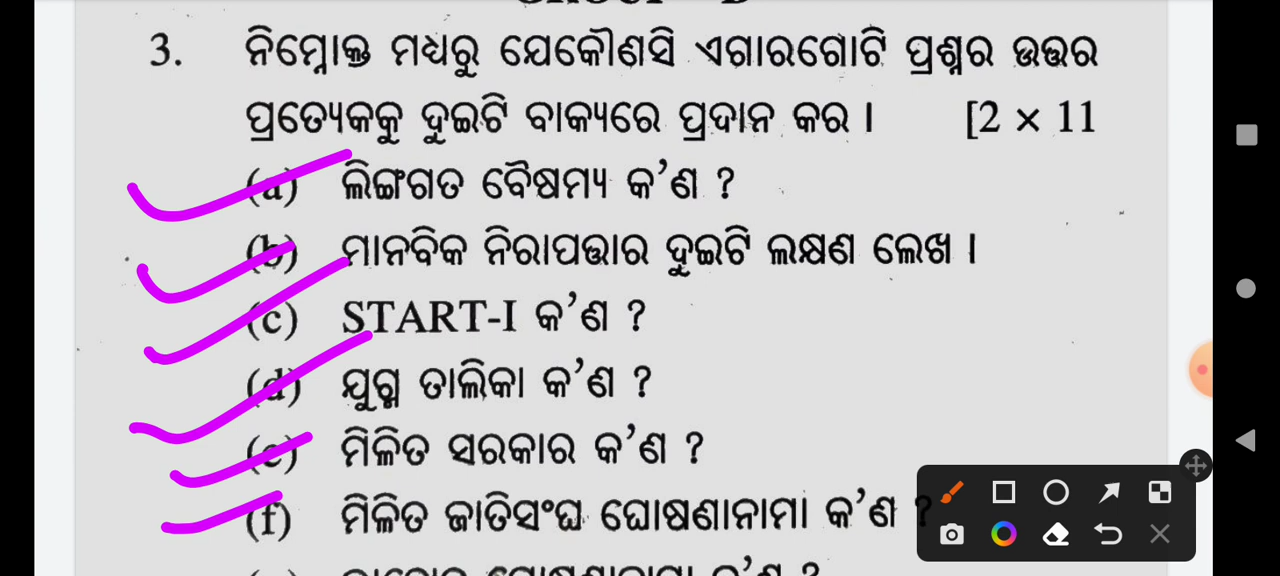 3. ନିମ୍ନୋକ୍ତ ମଧ୍ୟରୁ ଯେକୌଣସି ଏଗାରଗୋଟି ପ୍ରଶ୍ନର ଉତ୍ତର
ପ୍ରତ୍ୟେକକୁ ଦୁଇଟି ବାକ୍ୟରେ ପ୍ରଦାନ କର । [2 × 11
(a) ଲିଙ୍ଗଗତ ବୈଷମ୍ୟ କ'ଣ ?
(b) ମାନବିକ ନିରାପତ୍ତାର ଦୁଇଟି ଲକ୍ଷଣ ଲେଖ ।
(c) START-I କ'ଣ ?
(d) ଯୁଗ୍ମ ତାଲିକା କ'ଣ ?
(e) ମିଳିତ ସରକାର କ'ଣ ?
(f) ମିଳିତ ଜାତିସଂଘ ଘୋଷଣାନାମା କ'ଣ ?
ଘୋଷଣାନାମା କ'ଣ ?